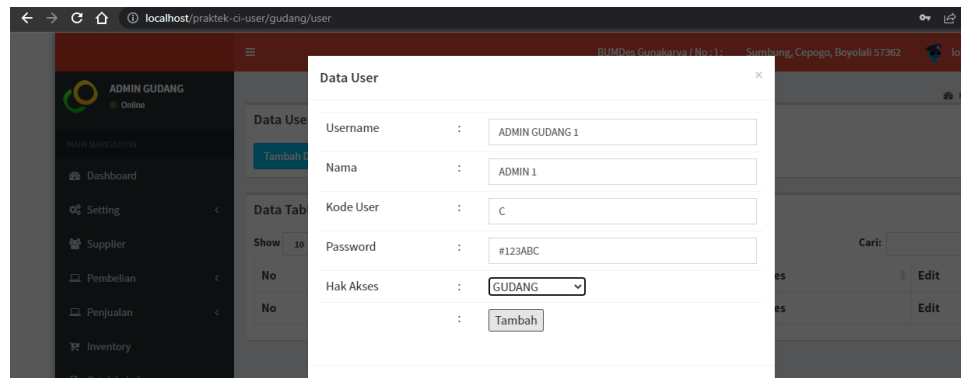 localhost/praktek-ci-user/gudang/user
BUMDes Gunakarya ( No : ) : Sumbung, Cepogo, Boyolali 57362 lo
Data User ×
ADMIN GUDANG
Online
Username : ADMIN GUDANG 1
Data Use
MAIN NAVIGATION
Tambah D
Nama : ADMIN 1
Dashboard
Setting
Data Tab
Kode User : C
Supplier
Show 10
Password : #123ABC
Cari:
Pembelian
No
Hak Akses : GUDANG
es Edit
Penjualan
No
: Tambah
es Edit
Inventory